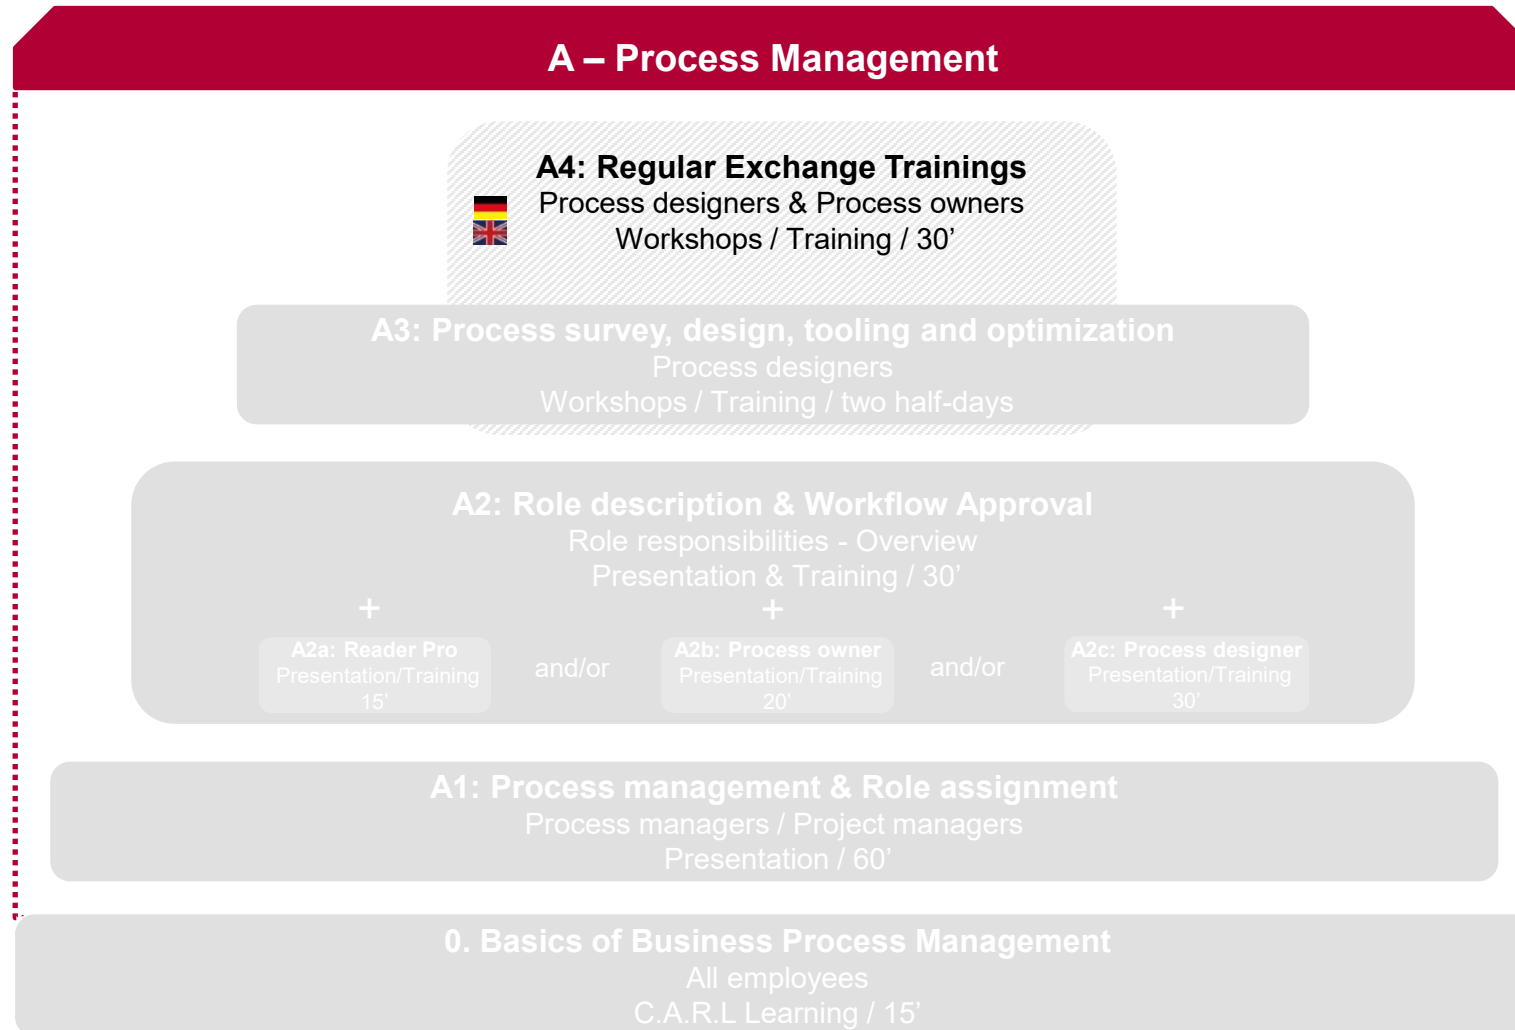 A – Process Management
A4: Regular Exchange Trainings
Process designers & Process owners
Workshops / Training / 30’
A3: Process survey, design, tooling and optimization
Process designers
Workshops / Training / two half-days
A2: Role description & Workflow Approval
Role responsibilities - Overview
Presentation & Training / 30’
+ + +
A2a: Reader Pro
Presentation/Training
15’
and/or
A2b: Process owner
Presentation/Training
20’
and/or
A2c: Process designer
Presentation/Training
30’
A1: Process management & Role assignment
Process managers / Project managers
Presentation / 60’
0. Basics of Business Process Management
All employees
C.A.R.L Learning / 15’